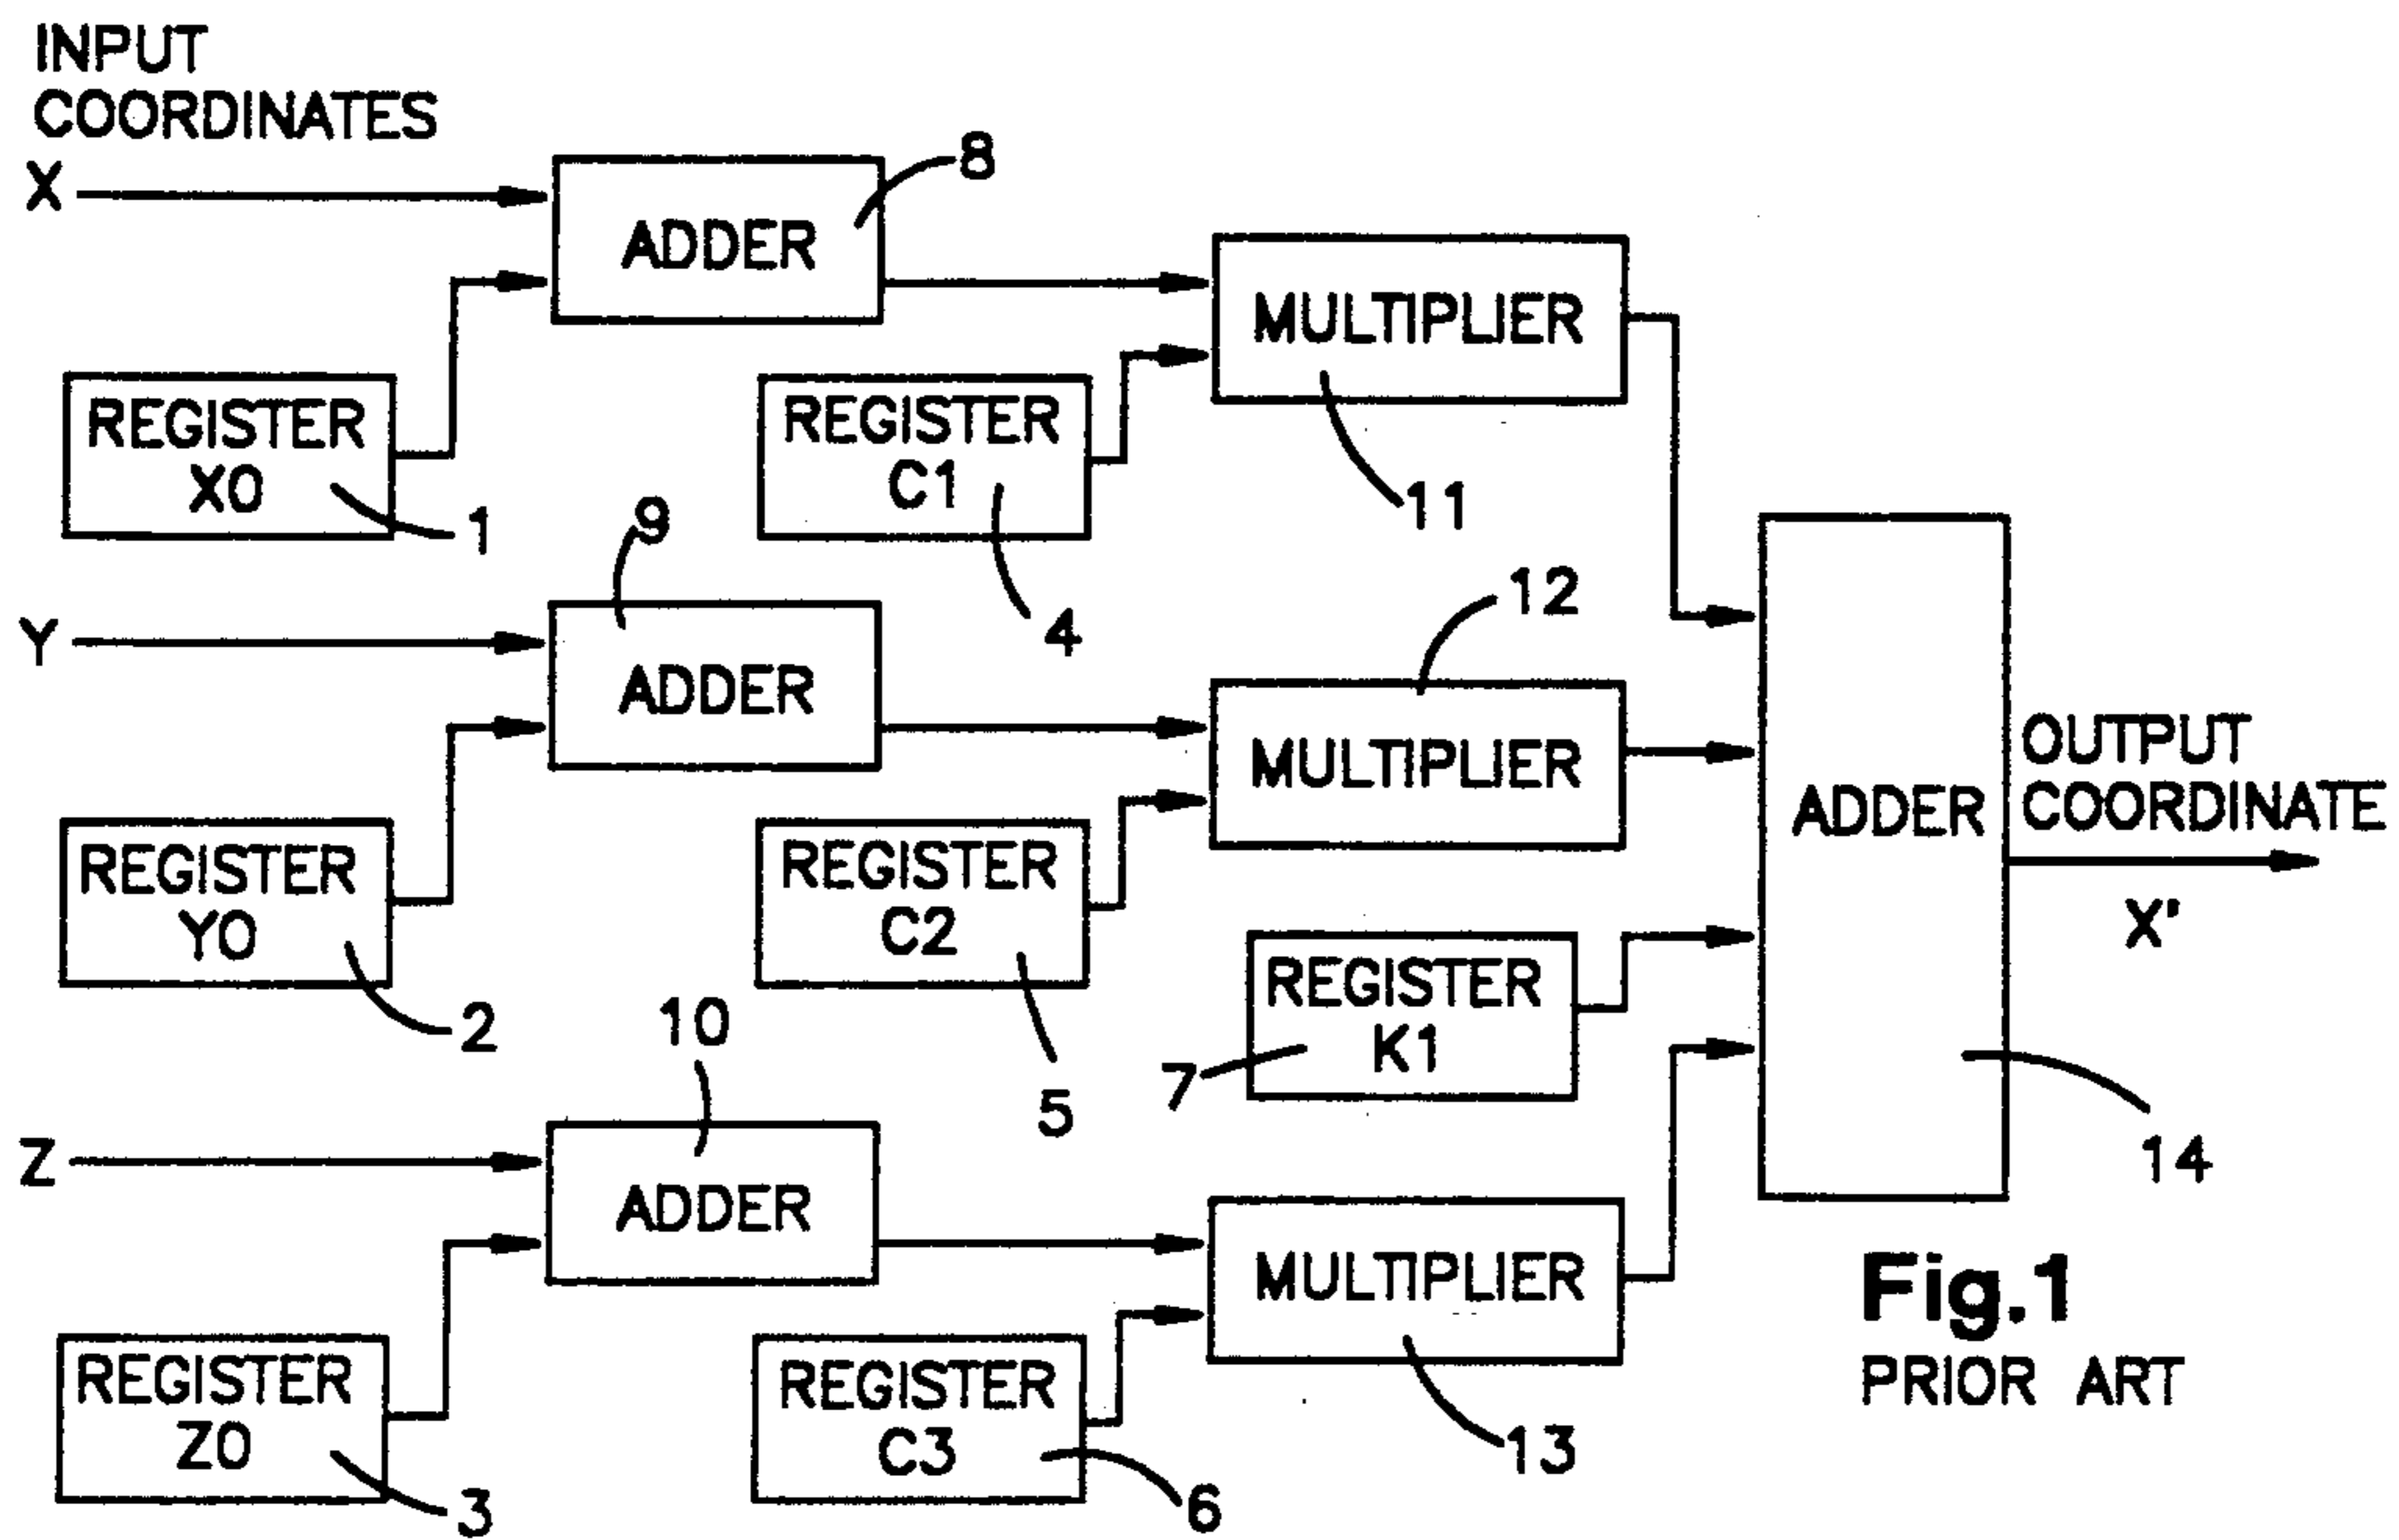 INPUT
COORDINATES
X
ADDER
8
REGISTER
X0
1
REGISTER
C1
4
MULTIPLIER
11
Y
9
ADDER
REGISTER
Y0
2
REGISTER
C2
5
12
MULTIPLIER
REGISTER
K1
7
Z
10
ADDER
REGISTER
Z0
3
REGISTER
C3
6
MULTIPLIER
13
ADDER
14
OUTPUT
COORDINATE
X'
Fig.1
PRIOR ART